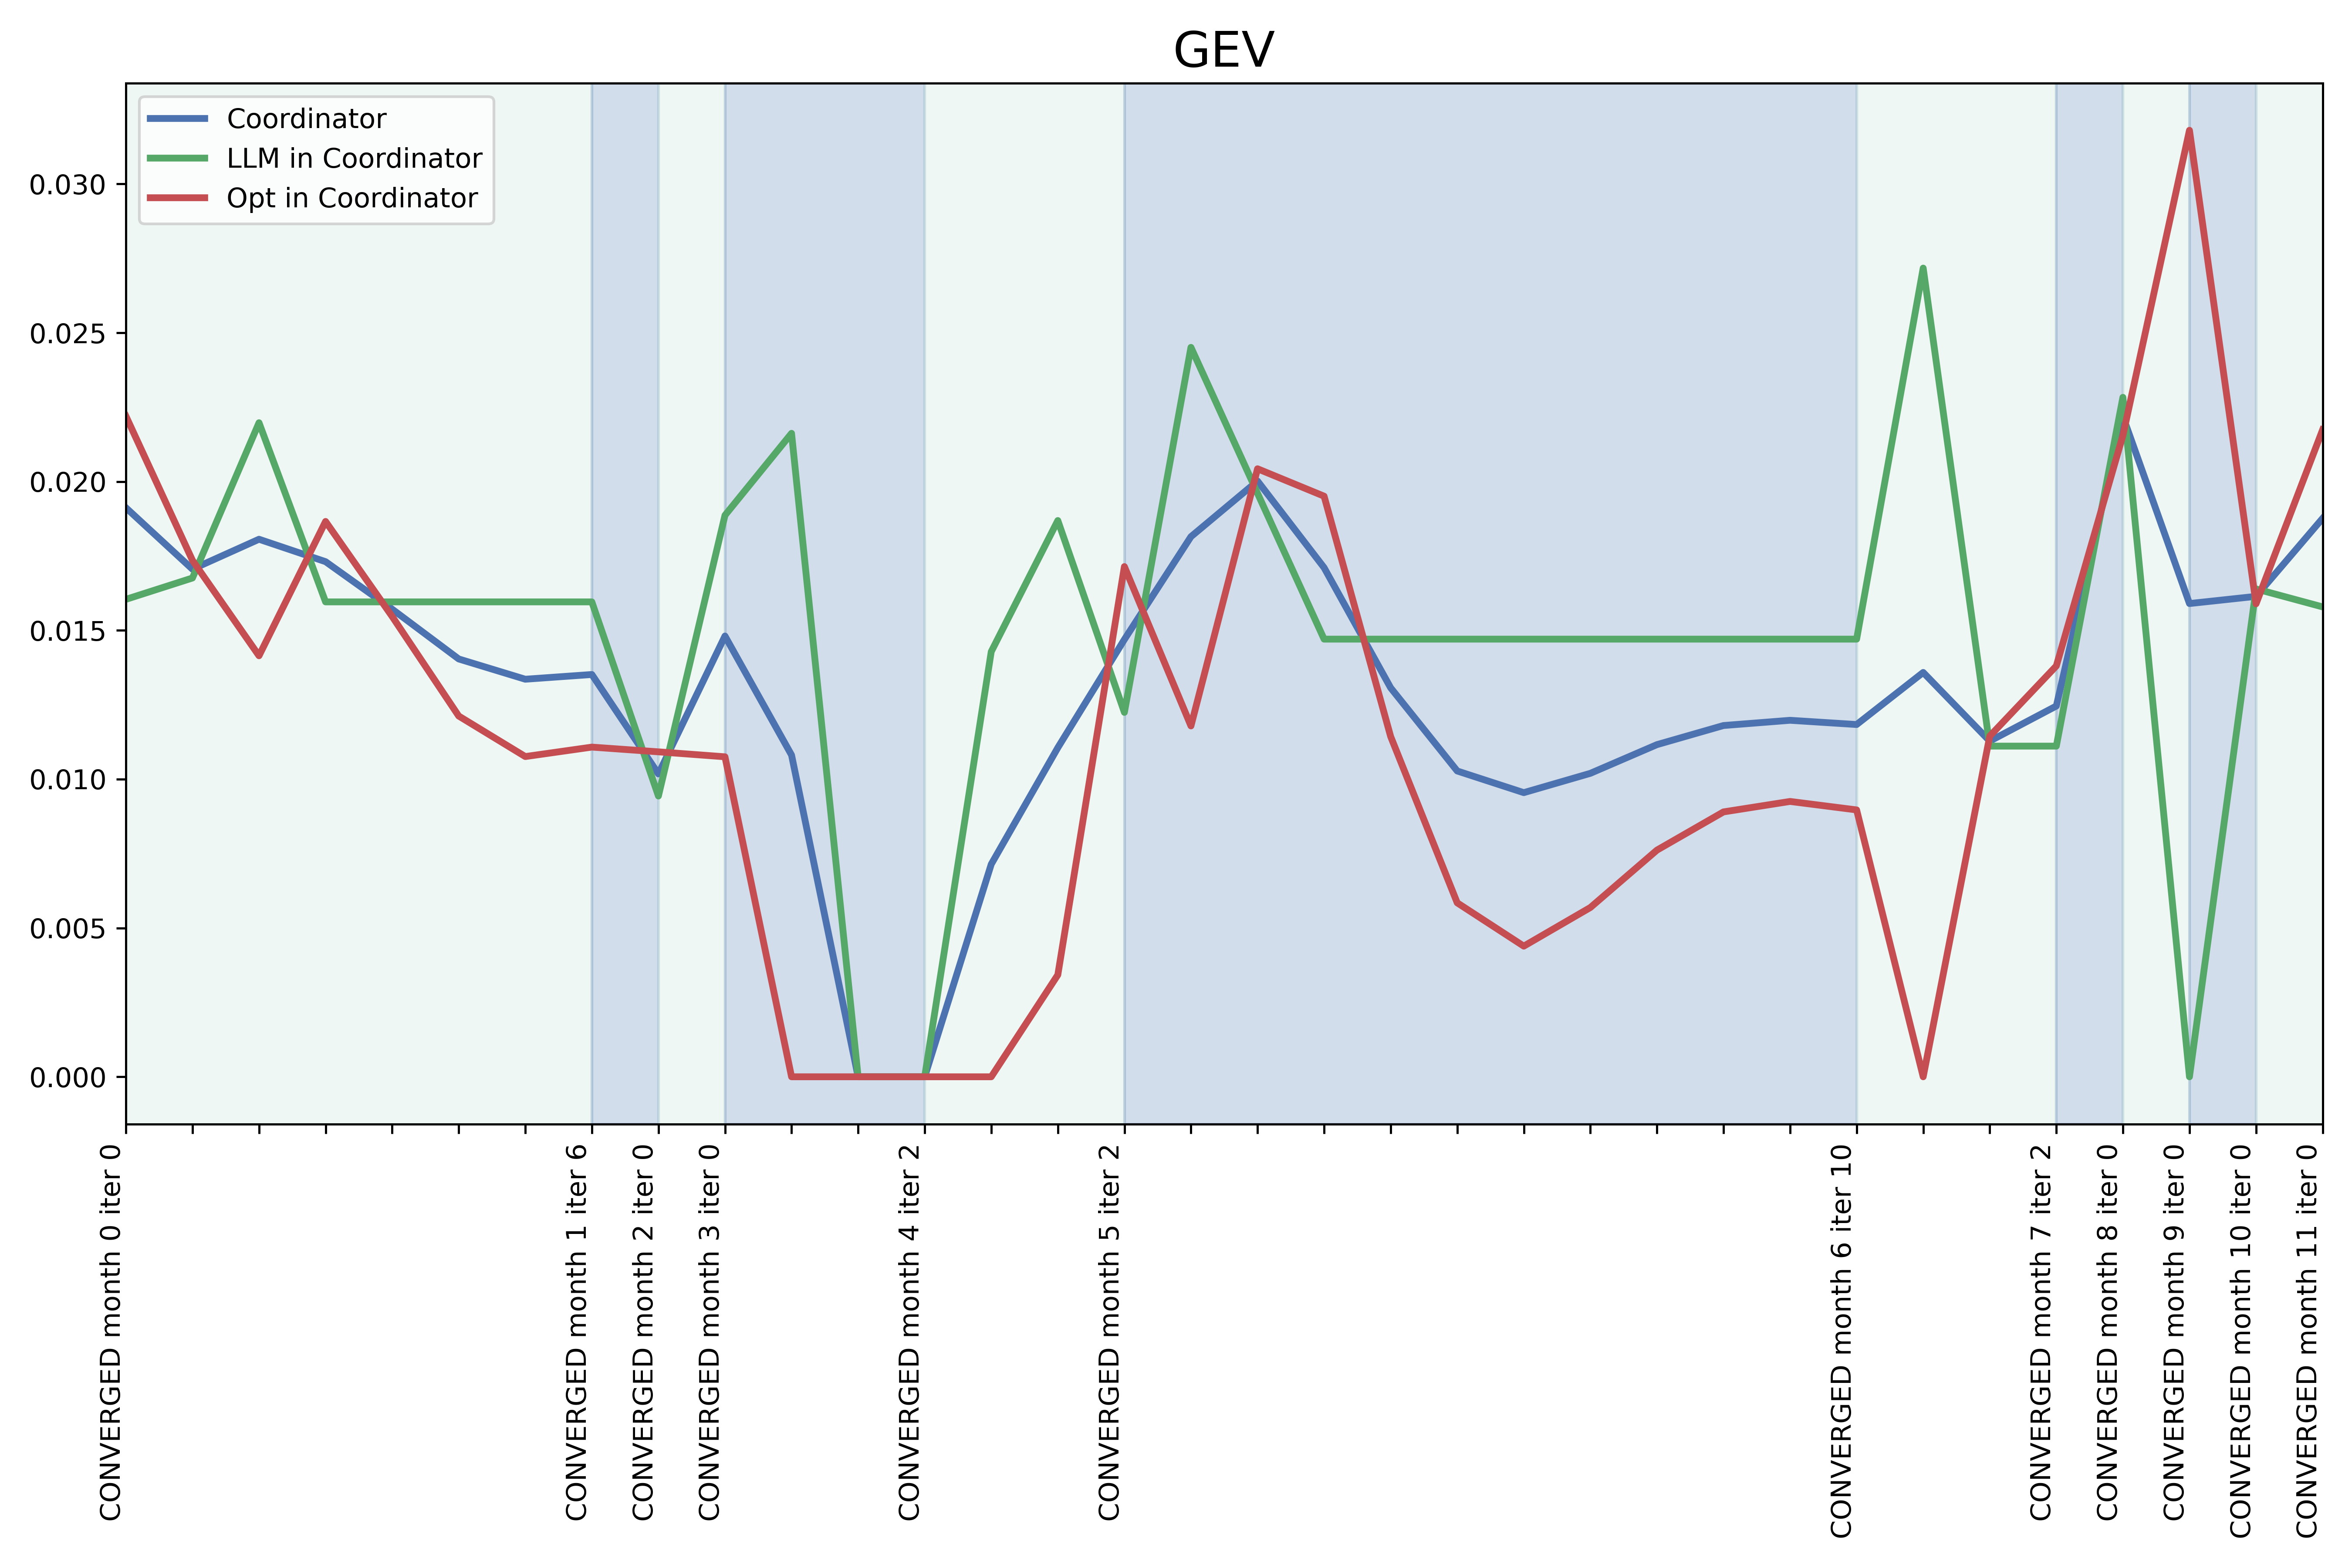 GEV
Coordinator
LLM in Coordinator
Opt in Coordinator
0.030
0.025
0.020
0.015
0.010
0.005
0.000
CONVERGED month 0 iter 0
CONVERGED month 1 iter 6
CONVERGED month 2 iter 0
CONVERGED month 3 iter 0
CONVERGED month 4 iter 2
CONVERGED month 5 iter 2
CONVERGED month 6 iter 10
CONVERGED month 7 iter 2
CONVERGED month 8 iter 0
CONVERGED month 9 iter 0
CONVERGED month 10 iter 0
CONVERGED month 11 iter 0